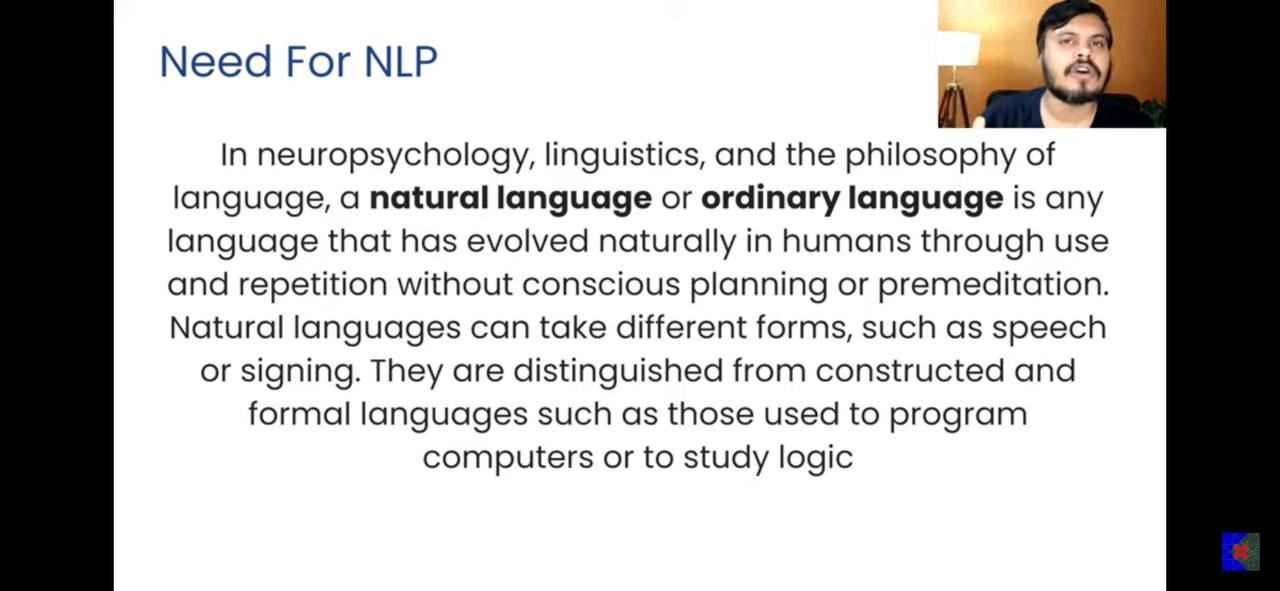 Need For NLP
In neuropsychology, linguistics, and the philosophy of
language, a natural language or ordinary language is any
language that has evolved naturally in humans through use
and repetition without conscious planning or premeditation.
Natural languages can take different forms, such as speech
or signing. They are distinguished from constructed and
formal languages such as those used to program
computers or to study logic